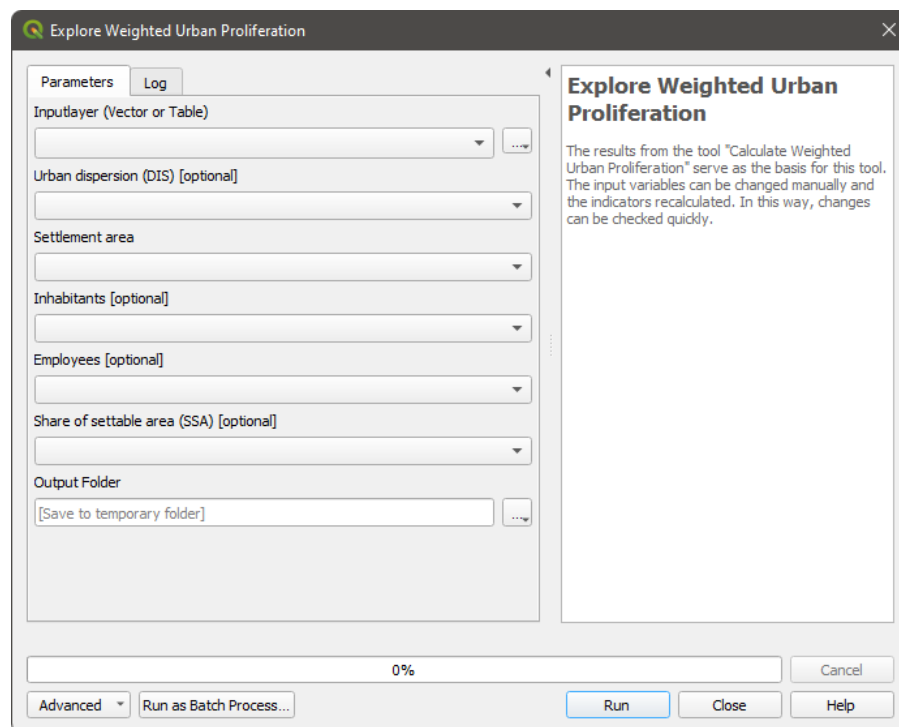 Explore Weighted Urban Proliferation
Parameters
Log
Inputlayer (Vector or Table)
...
Urban dispersion (DIS) [optional]
Settlement area
Inhabitants [optional]
Employees [optional]
Share of settable area (SSA) [optional]
Output Folder
[Save to temporary folder]
...
Explore Weighted Urban
Proliferation
The results from the tool "Calculate Weighted
Urban Proliferation" serve as the basis for this tool.
The input variables can be changed manually and
the indicators recalculated. In this way, changes
can be checked quickly.
0%
Cancel
Advanced
Run as Batch Process...
Run
Close
Help